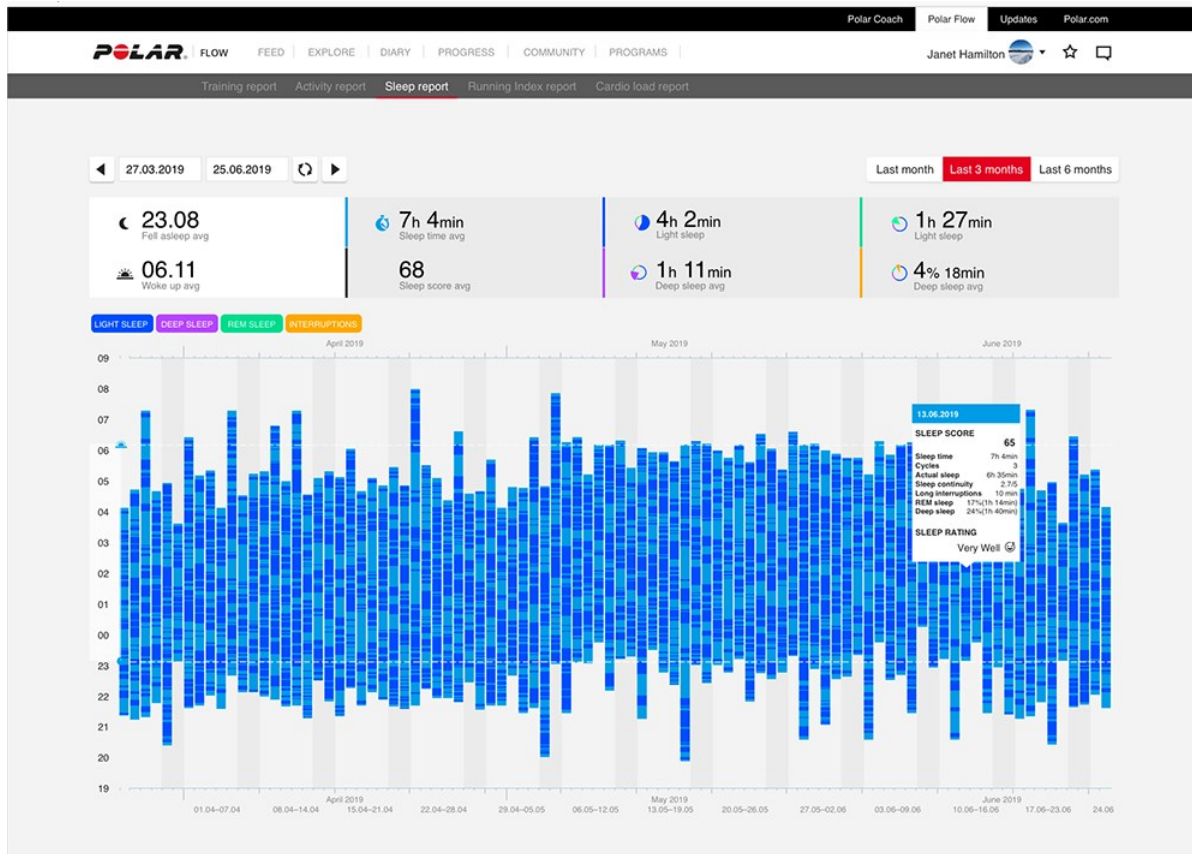 Polar Coach Polar Flow Updates Polar.com
POLAR. FLOW FEED EXPLORE DIARY PROGRESS COMMUNITY PROGRAMS Janet Hamilton
Training report Activity report Sleep report Running Index report Cardio load report
27.03.2019 25.06.2019 Last month Last 3 months Last 6 months
23.08 7h 4min 4h 2min 1h 27min
Fell asleep avg Sleep time avg Light sleep Light sleep
06.11 68 1h 11min 4% 18min
Woke up avg Sleep score avg Deep sleep avg Deep sleep avg
LIGHT SLEEP DEEP SLEEP REM SLEEP INTERRUPTIONS
April 2019 May 2019 June 2019
09
08
07
06
05
04
03
02
01
00
23
22
21
20
19
13.06.2019
SLEEP SCORE
65
Sleep time 7h 4min
Cycles 3
Actual sleep 6h 35min
Sleep continuity 2.7/5
Long interruptions 10 min
REM sleep 17%(1h 14min)
Deep sleep 24%(1h 40min)
SLEEP RATING
Very Well
April 2019 May 2019 June 2019
01.04–07.04 08.04–14.04 15.04–21.04 22.04–28.04 29.04–05.05 06.05–12.05 13.05–19.05 20.05–26.05 27.05–02.06 03.06–09.06 10.06–16.06 17.06–23.06 24.06